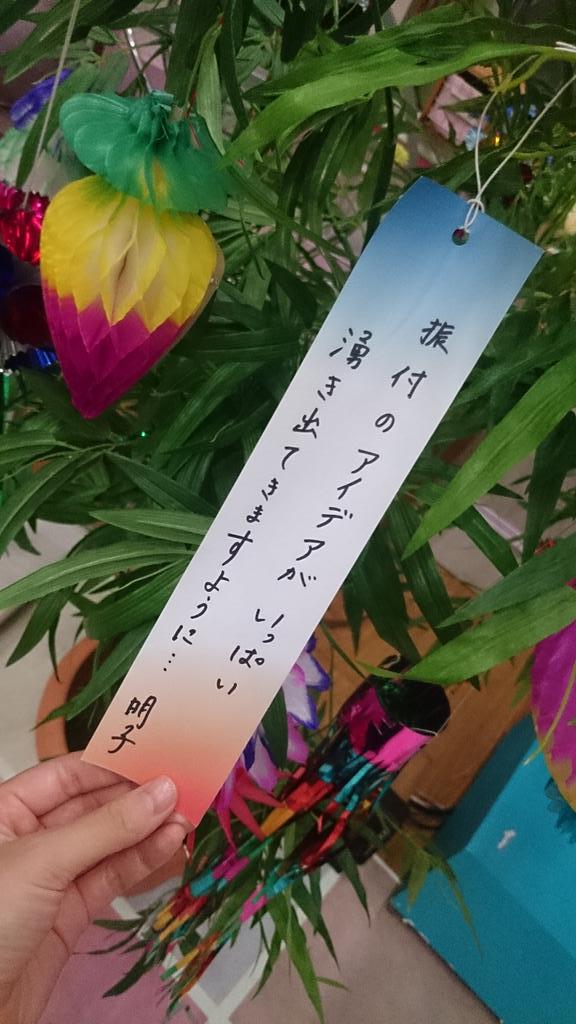 振付のアイデアがいっぱい
湧き出てきますように…
明子